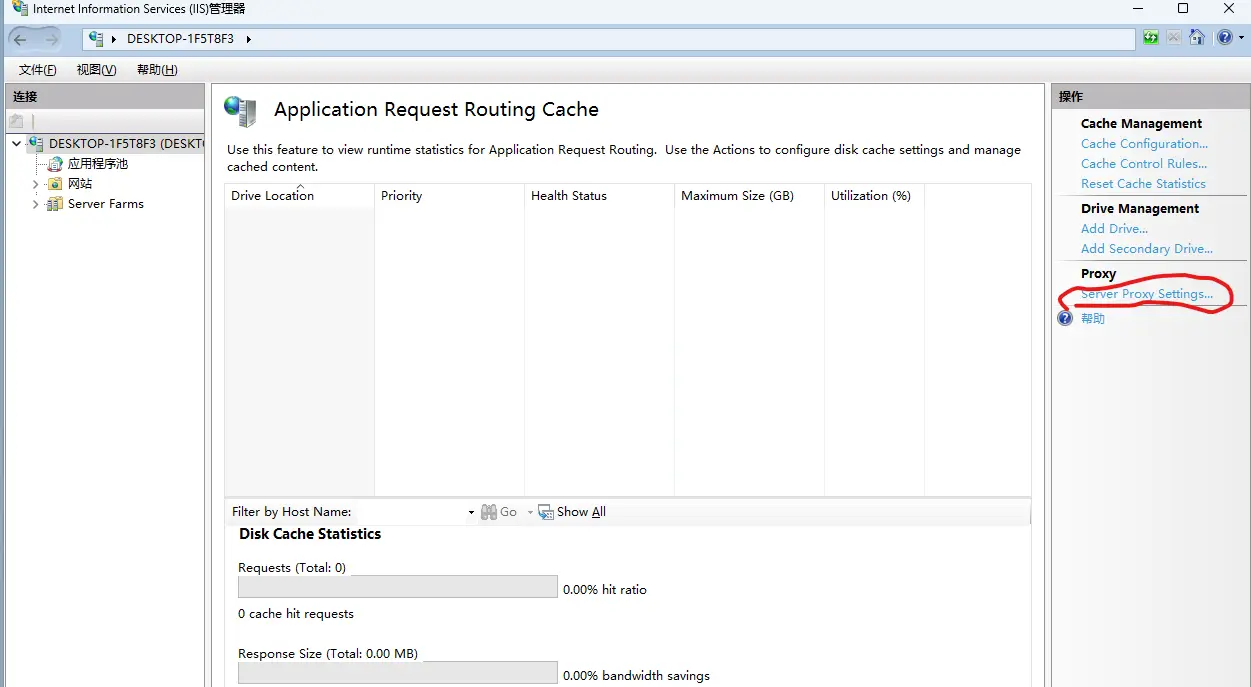 Internet Information Services (IIS)管理器
DESKTOP-1F5T8F3
文件(F) 视图(V) 帮助(H)
连接
DESKTOP-1F5T8F3 (DESKT
应用程序池
网站
Server Farms
Application Request Routing Cache
Use this feature to view runtime statistics for Application Request Routing. Use the Actions to configure disk cache settings and manage
cached content.
Drive Location Priority Health Status Maximum Size (GB) Utilization (%)
Filter by Host Name: Go Show All
Disk Cache Statistics
Requests (Total: 0)
0.00% hit ratio
0 cache hit requests
Response Size (Total: 0.00 MB)
0.00% bandwidth savings
操作
Cache Management
Cache Configuration...
Cache Control Rules...
Reset Cache Statistics
Drive Management
Add Drive...
Add Secondary Drive...
Proxy
Server Proxy Settings...
帮助